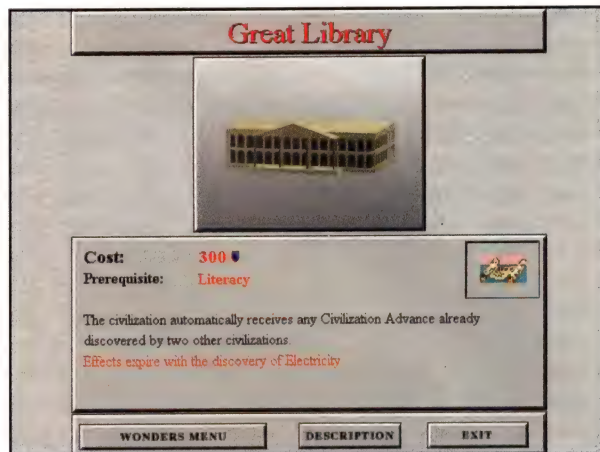 Great Library
Cost: 300
Prerequisite: Literacy
The civilization automatically receives any Civilization Advance already
discovered by two other civilizations.
Effects expire with the discovery of Electricity
WONDERS MENU DESCRIPTION EXIT